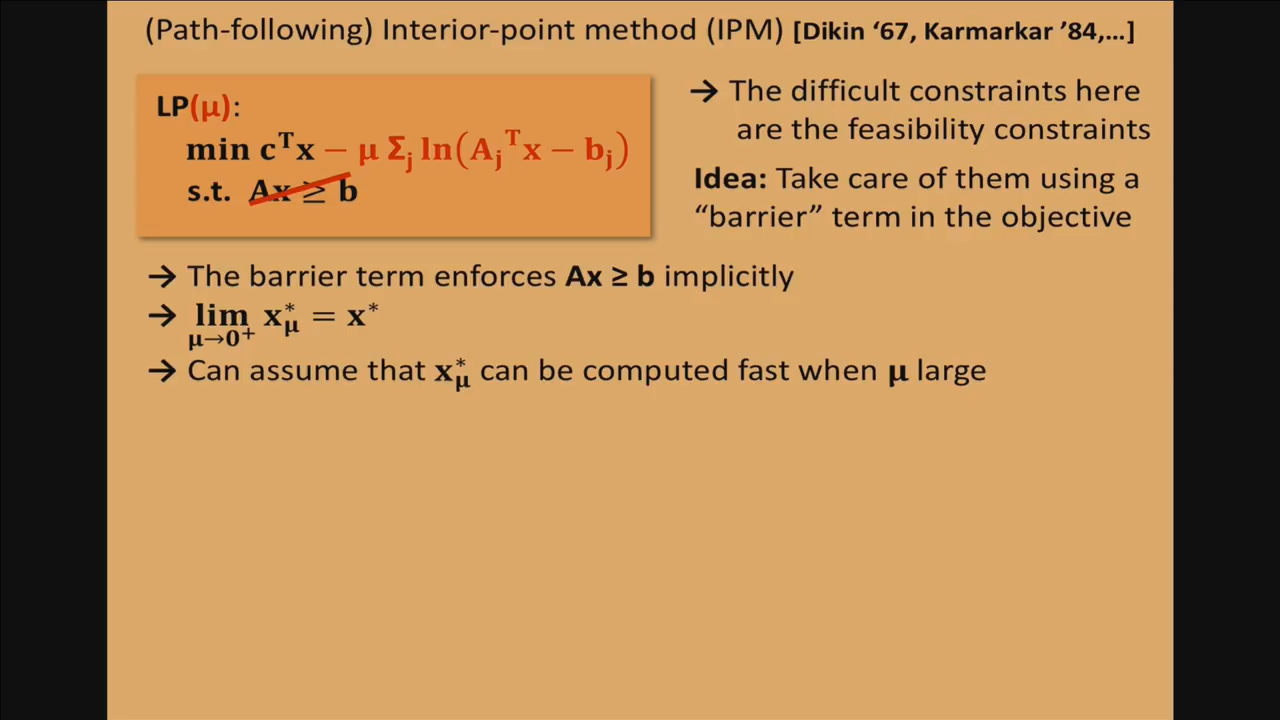 (Path-following) Interior-point method (IPM) [Dikin ‘67, Karmarkar ’84,...]
LP(μ):
min cᵀx − μ Σⱼ ln(Aⱼᵀx − bⱼ)
s.t. Ax ≥ b
→ The difficult constraints here
are the feasibility constraints
Idea: Take care of them using a
“barrier” term in the objective
→ The barrier term enforces Ax ≥ b implicitly
→ lim x*_μ = x*
μ→0⁺
→ Can assume that x*_μ can be computed fast when μ large